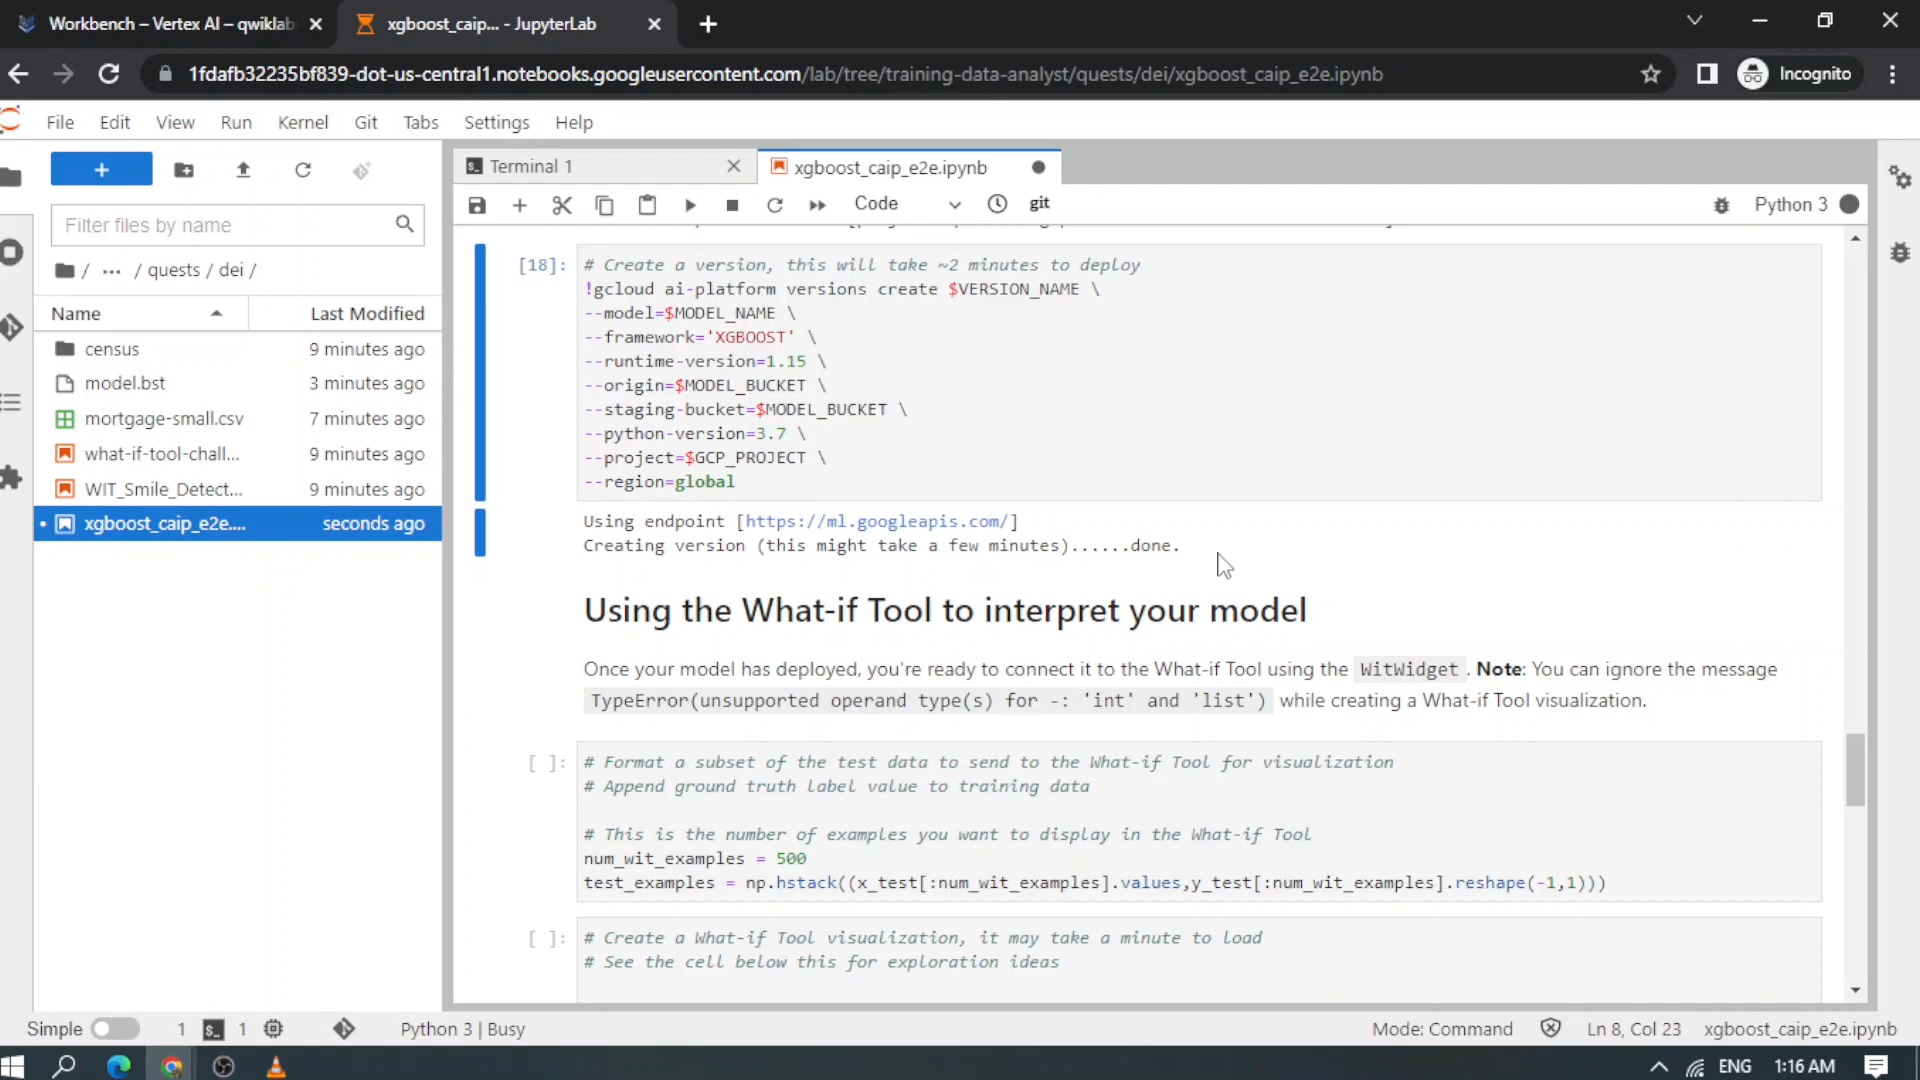 Workbench – Vertex AI – qwiklab
xgboost_caip... - JupyterLab
1fdafb32235bf839-dot-us-central1.notebooks.googleusercontent.com/lab/tree/training-data-analyst/quests/dei/xgboost_caip_e2e.ipynb
Incognito
File Edit View Run Kernel Git Tabs Settings Help
Terminal 1
xgboost_caip_e2e.ipynb
Code
git
Python 3
Filter files by name
/ ... / quests / dei /
Name Last Modified
census 9 minutes ago
model.bst 3 minutes ago
mortgage-small.csv 7 minutes ago
what-if-tool-chall... 9 minutes ago
WIT_Smile_Detect... 9 minutes ago
xgboost_caip_e2e.... seconds ago
[18]: # Create a version, this will take ~2 minutes to deploy
!gcloud ai-platform versions create $VERSION_NAME \
--model=$MODEL_NAME \
--framework='XGBOOST' \
--runtime-version=1.15 \
--origin=$MODEL_BUCKET \
--staging-bucket=$MODEL_BUCKET \
--python-version=3.7 \
--project=$GCP_PROJECT \
--region=global
Using endpoint [https://ml.googleapis.com/]
Creating version (this might take a few minutes)......done.
Using the What-if Tool to interpret your model
Once your model has deployed, you're ready to connect it to the What-if Tool using the WitWidget. Note: You can ignore the message
TypeError(unsupported operand type(s) for -: 'int' and 'list') while creating a What-if Tool visualization.
[ ]: # Format a subset of the test data to send to the What-if Tool for visualization
# Append ground truth label value to training data
# This is the number of examples you want to display in the What-if Tool
num_wit_examples = 500
test_examples = np.hstack((x_test[:num_wit_examples].values,y_test[:num_wit_examples].reshape(-1,1)))
[ ]: # Create a What-if Tool visualization, it may take a minute to load
# See the cell below this for exploration ideas
Simple 1 1 Python 3 | Busy Mode: Command Ln 8, Col 23 xgboost_caip_e2e.ipynb
ENG 1:16 AM